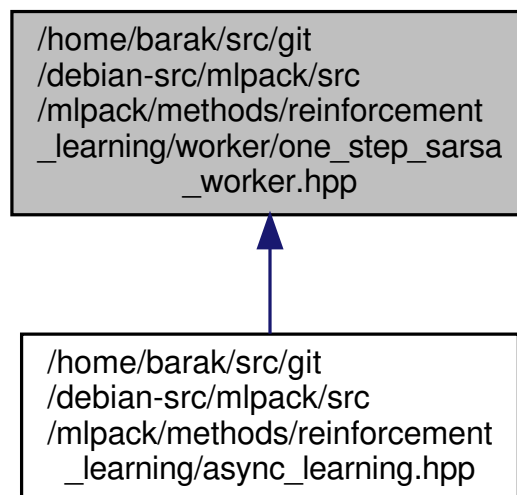 /home/barak/src/git
/debian-src/mlpack/src
/mlpack/methods/reinforcement
_learning/worker/one_step_sarsa
_worker.hpp
/home/barak/src/git
/debian-src/mlpack/src
/mlpack/methods/reinforcement
_learning/async_learning.hpp